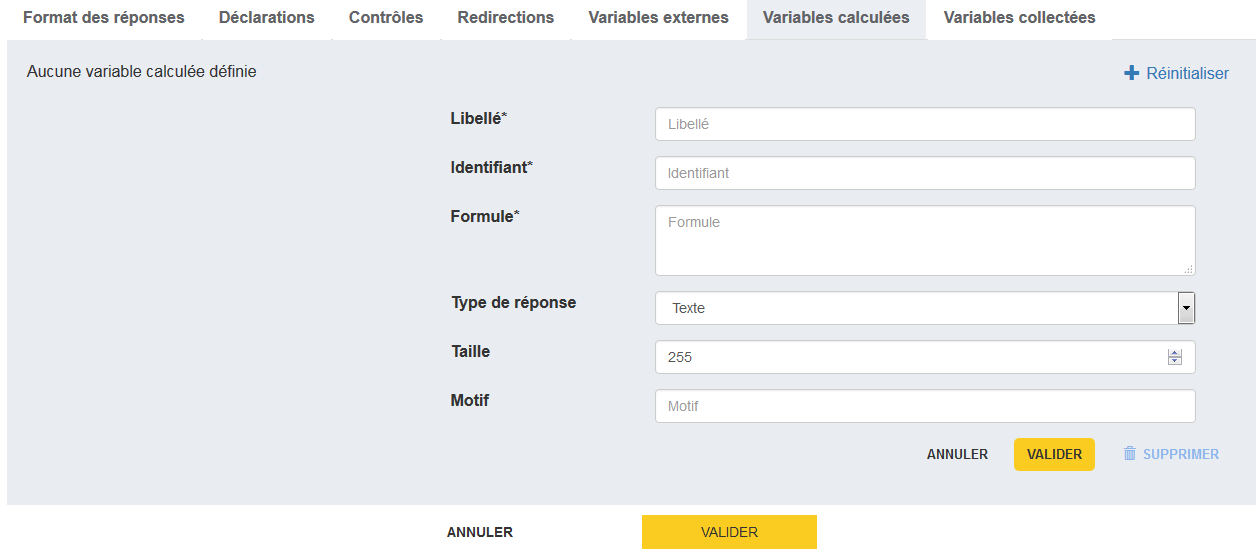 Format des réponses Déclarations Contrôles Redirections Variables externes Variables calculées Variables collectées
Aucune variable calculée définie
Réinitialiser
Libellé* Libellé
Identifiant* Identifiant
Formule* Formule
Type de réponse Texte
Taille 255
Motif Motif
ANNULER VALIDER SUPPRIMER
ANNULER VALIDER